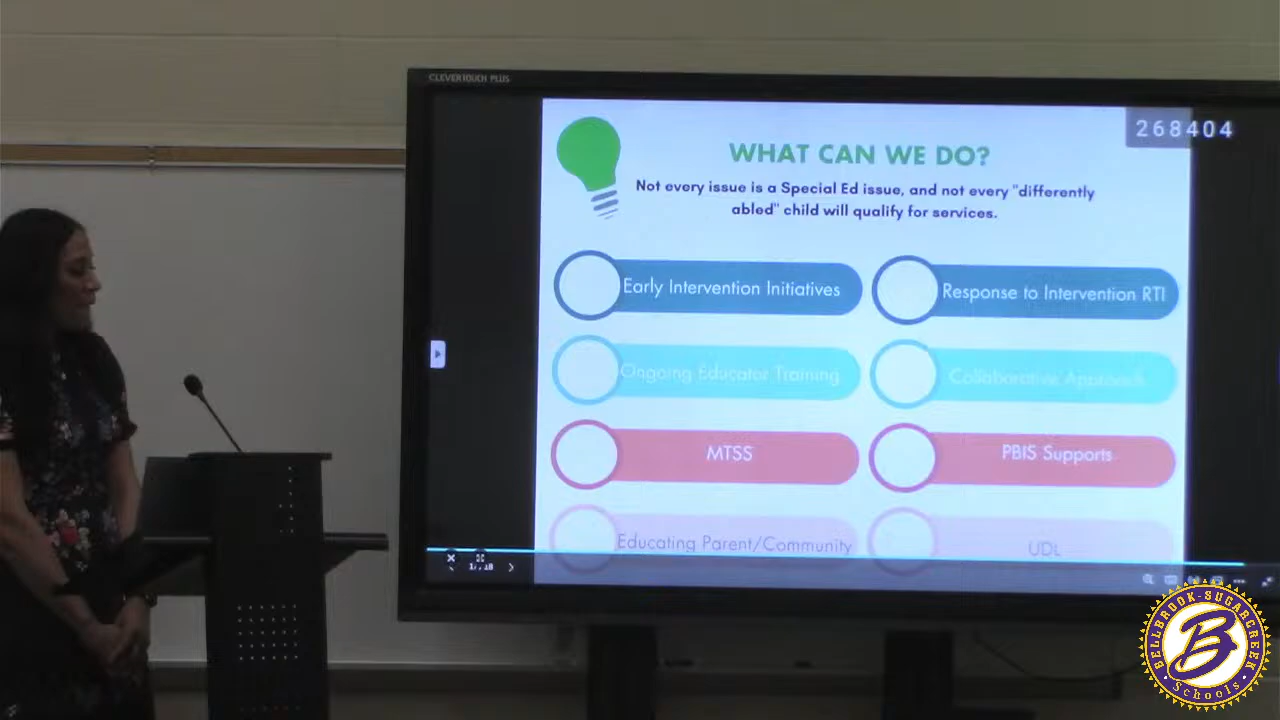 CLEVERTOUCH PLUS
268404
WHAT CAN WE DO?
Not every issue is a Special Ed issue, and not every "differently
abled" child will qualify for services.
Early Intervention Initiatives
Response to Intervention RTI
Ongoing Educator Training
Collaborative Approach
MTSS
PBIS Supports
Educating Parent/Community
UDL
BELLBROOK-SUGARCREEK
B
Schools